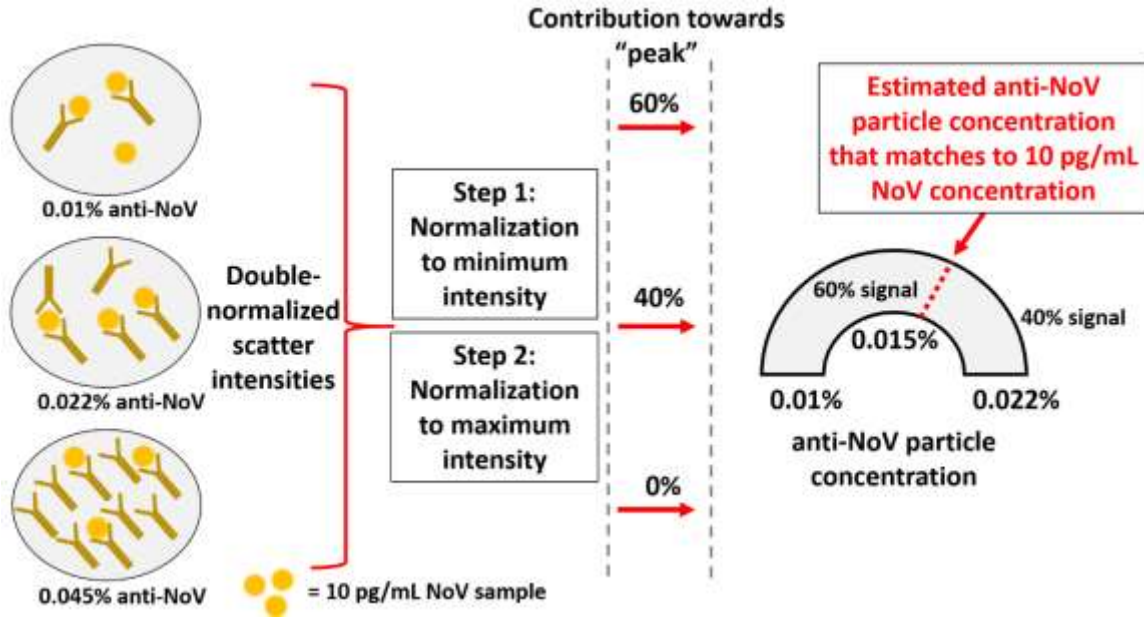 Contribution towards
“peak”
0.01% anti-NoV
0.022% anti-NoV
0.045% anti-NoV
Double-
normalized
scatter
intensities
Step 1:
Normalization
to minimum
intensity
Step 2:
Normalization
to maximum
intensity
60%
40%
0%
Estimated anti-NoV
particle concentration
that matches to 10 pg/mL
NoV concentration
60% signal
40% signal
0.015%
0.01%
0.022%
anti-NoV particle
concentration
= 10 pg/mL NoV sample